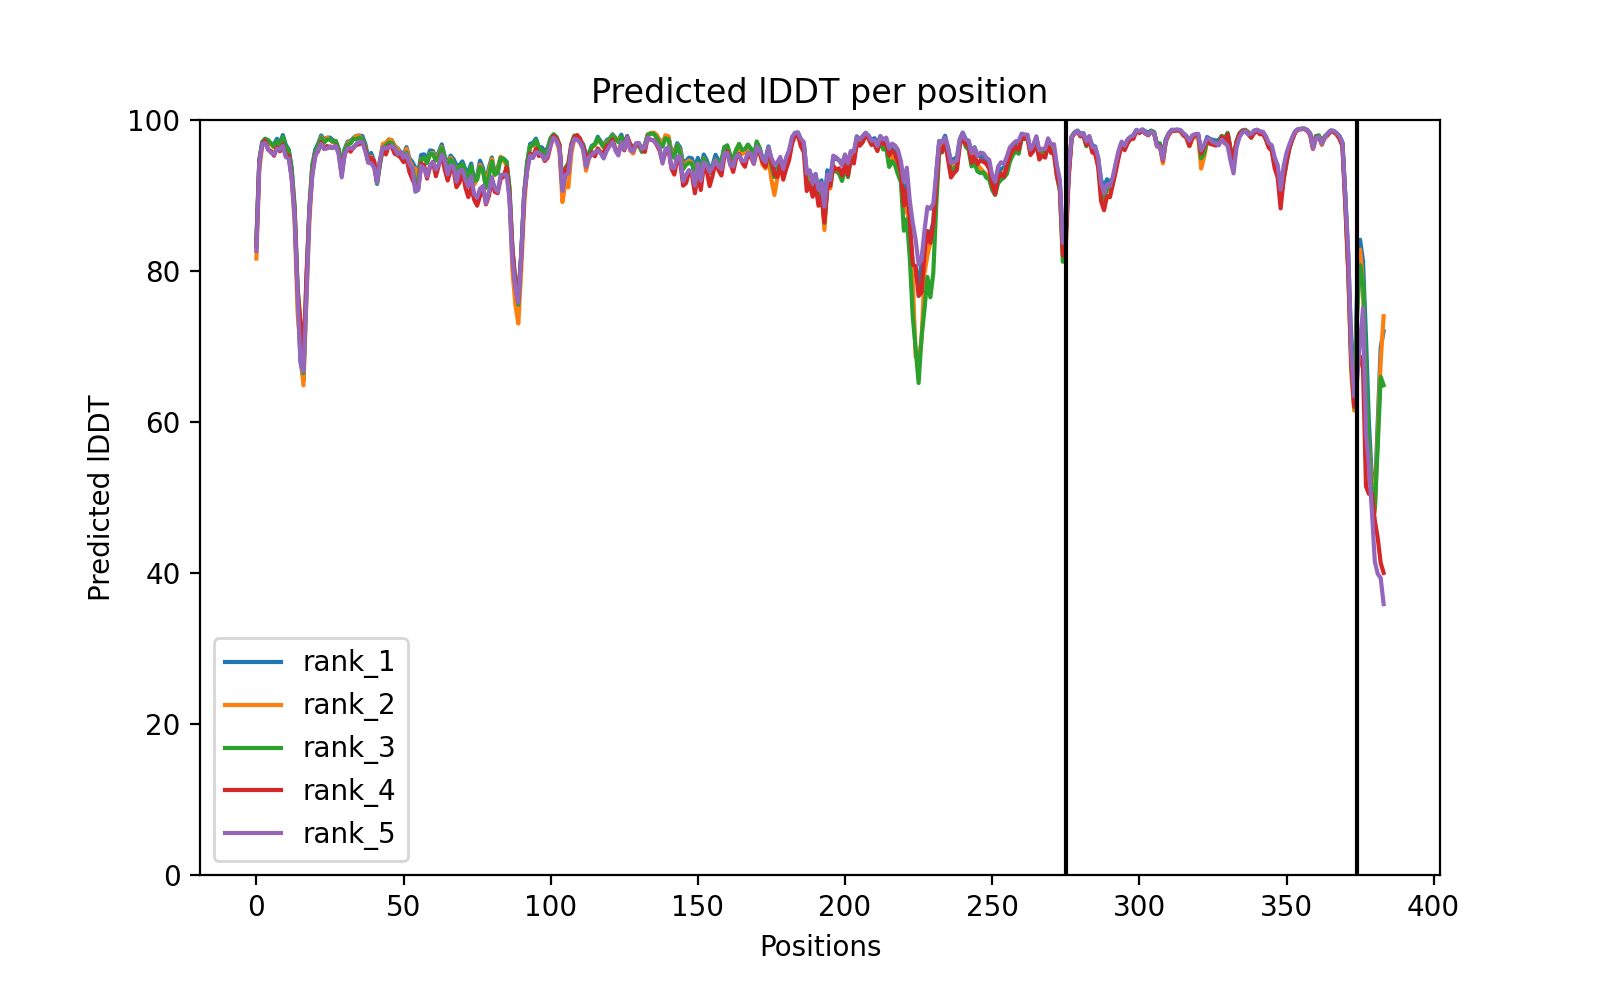 Predicted lDDT per position
Predicted lDDT
100
80
60
40
20
0
rank_1
rank_2
rank_3
rank_4
rank_5
0 50 100 150 200 250 300 350 400
Positions